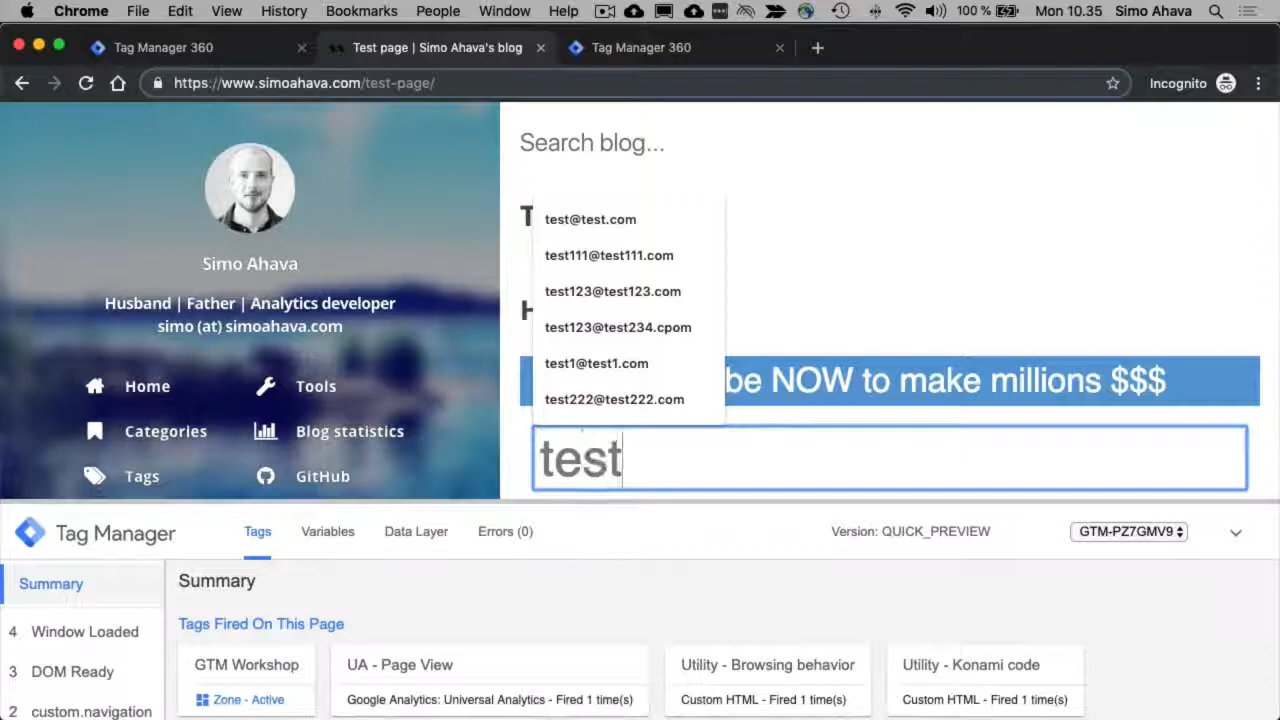 Chrome File Edit View History Bookmarks People Window Help 100 % Mon 10.35 Simo Ahava
Tag Manager 360 Test page | Simo Ahava's blog Tag Manager 360
https://www.simoahava.com/test-page/ Incognito
Simo Ahava
Husband | Father | Analytics developer
simo (at) simoahava.com
Home Tools
Categories Blog statistics
Tags GitHub
Search blog...
T
test@test.com
test111@test111.com
test123@test123.com
H
test123@test234.cpom
test1@test1.com
test222@test222.com
be NOW to make millions $$$
test
Tag Manager Tags Variables Data Layer Errors (0) Version: QUICK_PREVIEW GTM-PZ7GMV9
Summary
4 Window Loaded
3 DOM Ready
2 custom.navigation
Summary
Tags Fired On This Page
GTM Workshop
Zone - Active
UA - Page View
Google Analytics: Universal Analytics - Fired 1 time(s)
Utility - Browsing behavior
Custom HTML - Fired 1 time(s)
Utility - Konami code
Custom HTML - Fired 1 time(s)